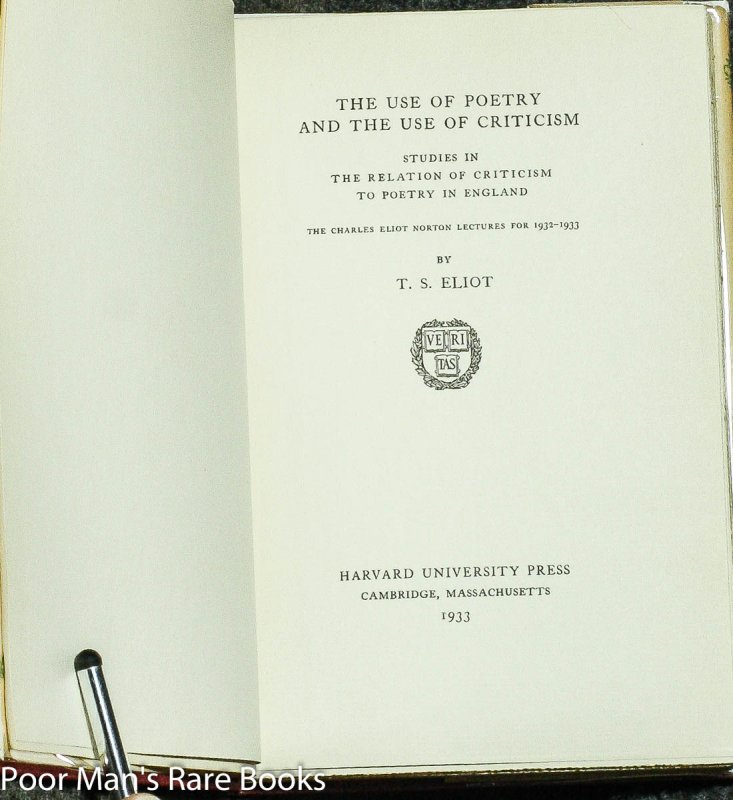 THE USE OF POETRY
AND THE USE OF CRITICISM
STUDIES IN
THE RELATION OF CRITICISM
TO POETRY IN ENGLAND
THE CHARLES ELIOT NORTON LECTURES FOR 1932–1933
BY
T. S. ELIOT
VE RI
TAS
HARVARD UNIVERSITY PRESS
CAMBRIDGE, MASSACHUSETTS
1933
Poor Man's Rare Books